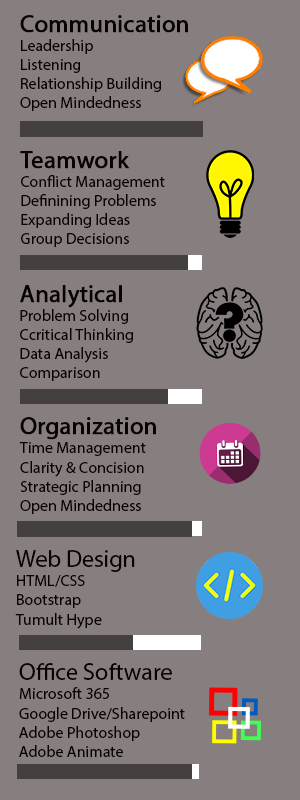 Communication
Leadership
Listening
Relationship Building
Open Mindedness
Teamwork
Conflict Management
Definining Problems
Expanding Ideas
Group Decisions
Analytical
Problem Solving
Ccritical Thinking
Data Analysis
Comparison
Organization
Time Management
Clarity & Concision
Strategic Planning
Open Mindedness
Web Design
HTML/CSS
Bootstrap
Tumult Hype
Office Software
Microsoft 365
Google Drive/Sharepoint
Adobe Photoshop
Adobe Animate